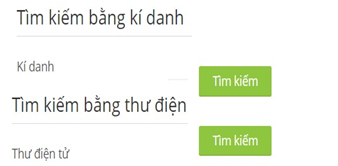 Tìm kiếm bằng kí danh
Kí danh
Tìm kiếm
Tìm kiếm bằng thư điện
Tìm kiếm
Thư điện tử